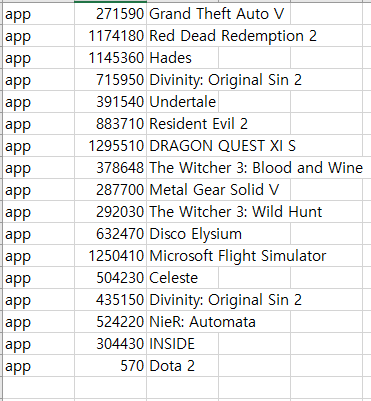 app 271590 Grand Theft Auto V
app 1174180 Red Dead Redemption 2
app 1145360 Hades
app 715950 Divinity: Original Sin 2
app 391540 Undertale
app 883710 Resident Evil 2
app 1295510 DRAGON QUEST XI S
app 378648 The Witcher 3: Blood and Wine
app 287700 Metal Gear Solid V
app 292030 The Witcher 3: Wild Hunt
app 632470 Disco Elysium
app 1250410 Microsoft Flight Simulator
app 504230 Celeste
app 435150 Divinity: Original Sin 2
app 524220 NieR: Automata
app 304430 INSIDE
app 570 Dota 2